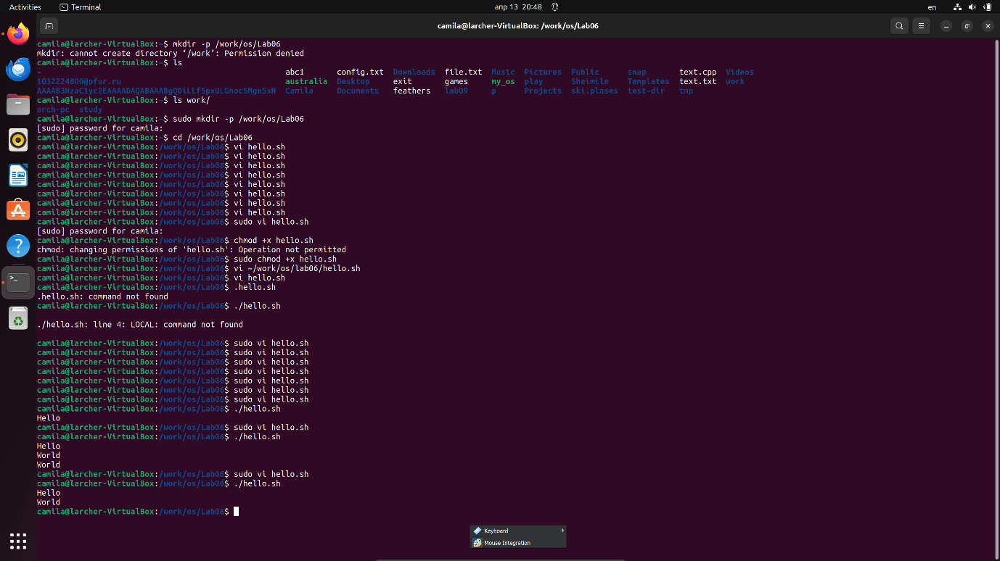 Activities Terminal апр 13 20:48 en
camila@larcher-VirtualBox: /work/os/Lab06
camila@larcher-VirtualBox:~$ mkdir -p /work/os/Lab06
mkdir: cannot create directory ‘/work’: Permission denied
camila@larcher-VirtualBox:~$ ls
- abc1 config.txt Downloads file.txt Music Pictures Public snap text.cpp Videos
1032224800@pfur.ru australia Desktop exit games my_os play Sheimile Templates text.txt work
Camila Documents feathers lab09 p Projects ski.plases test-dir tmp
camila@larcher-VirtualBox:~$ ls work/
arch-pc study
camila@larcher-VirtualBox:~$ sudo mkdir -p /work/os/Lab06
[sudo] password for camila:
camila@larcher-VirtualBox:~$ cd /work/os/Lab06
camila@larcher-VirtualBox:/work/os/Lab06$ vi hello.sh
camila@larcher-VirtualBox:/work/os/Lab06$ vi hello.sh
camila@larcher-VirtualBox:/work/os/Lab06$ vi hello.sh
camila@larcher-VirtualBox:/work/os/Lab06$ vi hello.sh
camila@larcher-VirtualBox:/work/os/Lab06$ vi hello.sh
camila@larcher-VirtualBox:/work/os/Lab06$ vi hello.sh
camila@larcher-VirtualBox:/work/os/Lab06$ vi hello.sh
camila@larcher-VirtualBox:/work/os/Lab06$ vi hello.sh
camila@larcher-VirtualBox:/work/os/Lab06$ sudo vi hello.sh
[sudo] password for camila:
camila@larcher-VirtualBox:/work/os/Lab06$ chmod +x hello.sh
chmod: changing permissions of 'hello.sh': Operation not permitted
camila@larcher-VirtualBox:/work/os/Lab06$ sudo chmod +x hello.sh
camila@larcher-VirtualBox:/work/os/Lab06$ vi ~/work/os/lab06/hello.sh
camila@larcher-VirtualBox:/work/os/Lab06$ vi hello.sh
camila@larcher-VirtualBox:/work/os/Lab06$ .hello.sh
.hello.sh: command not found
camila@larcher-VirtualBox:/work/os/Lab06$ ./hello.sh
./hello.sh: line 4: LOCAL: command not found
camila@larcher-VirtualBox:/work/os/Lab06$ sudo vi hello.sh
camila@larcher-VirtualBox:/work/os/Lab06$ sudo vi hello.sh
camila@larcher-VirtualBox:/work/os/Lab06$ sudo vi hello.sh
camila@larcher-VirtualBox:/work/os/Lab06$ sudo vi hello.sh
camila@larcher-VirtualBox:/work/os/Lab06$ sudo vi hello.sh
camila@larcher-VirtualBox:/work/os/Lab06$ sudo vi hello.sh
camila@larcher-VirtualBox:/work/os/Lab06$ sudo vi hello.sh
camila@larcher-VirtualBox:/work/os/Lab06$ ./hello.sh
Hello
camila@larcher-VirtualBox:/work/os/Lab06$ sudo vi hello.sh
camila@larcher-VirtualBox:/work/os/Lab06$ ./hello.sh
Hello
World
World
camila@larcher-VirtualBox:/work/os/Lab06$ sudo vi hello.sh
camila@larcher-VirtualBox:/work/os/Lab06$ ./hello.sh
Hello
World
camila@larcher-VirtualBox:/work/os/Lab06$
Keyboard
Mouse Integration